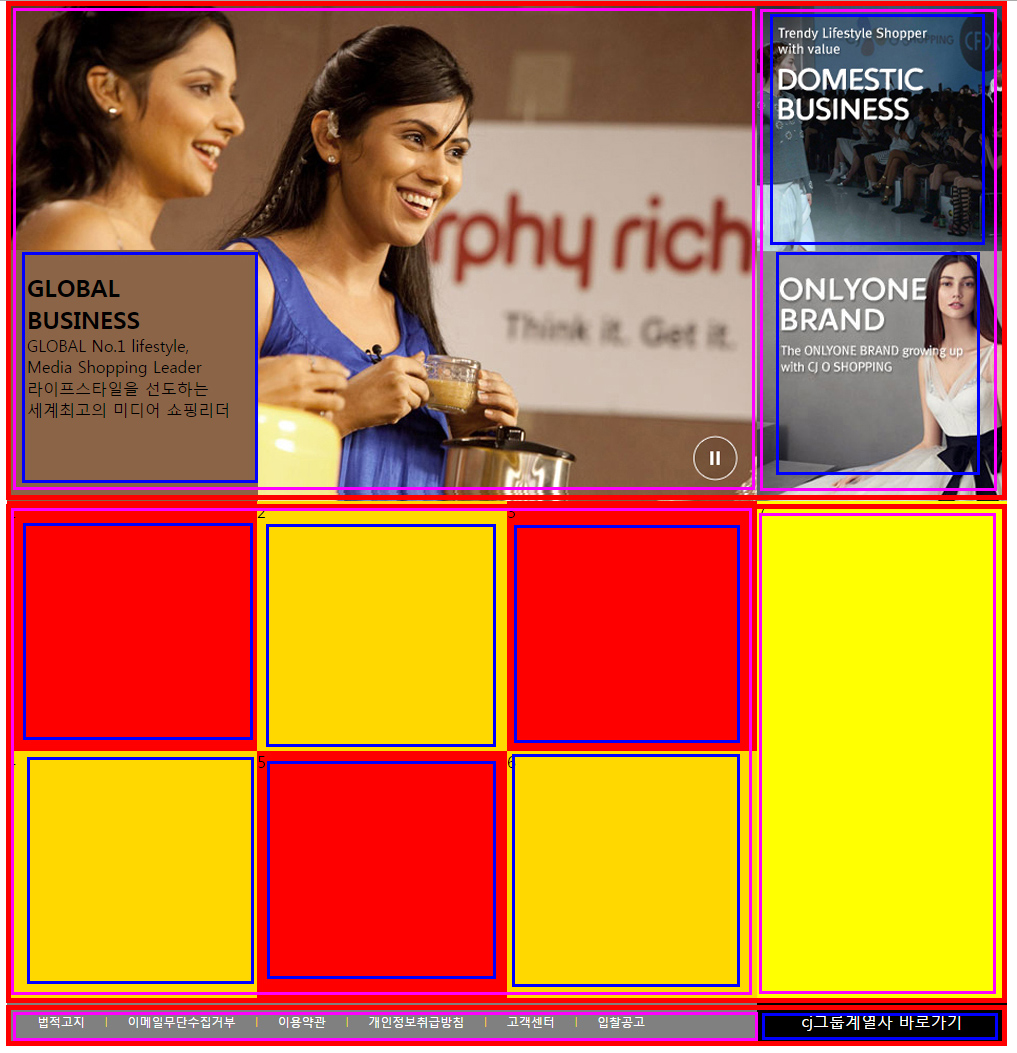 Trendy Lifestyle Shopper
with value
DOMESTIC
BUSINESS
rphy rich
Think it. Get it.
GLOBAL
BUSINESS
GLOBAL No.1 lifestyle,
Media Shopping Leader
라이프스타일을 선도하는
세계최고의 미디어 쇼핑리더
ONLYONE
BRAND
The ONLYONE BRAND growing up
with CJ O SHOPPING
2
5
6
법적고지 | 이메일무단수집거부 | 이용약관 | 개인정보취급방침 | 고객센터 | 입찰공고
cj그룹계열사 바로가기